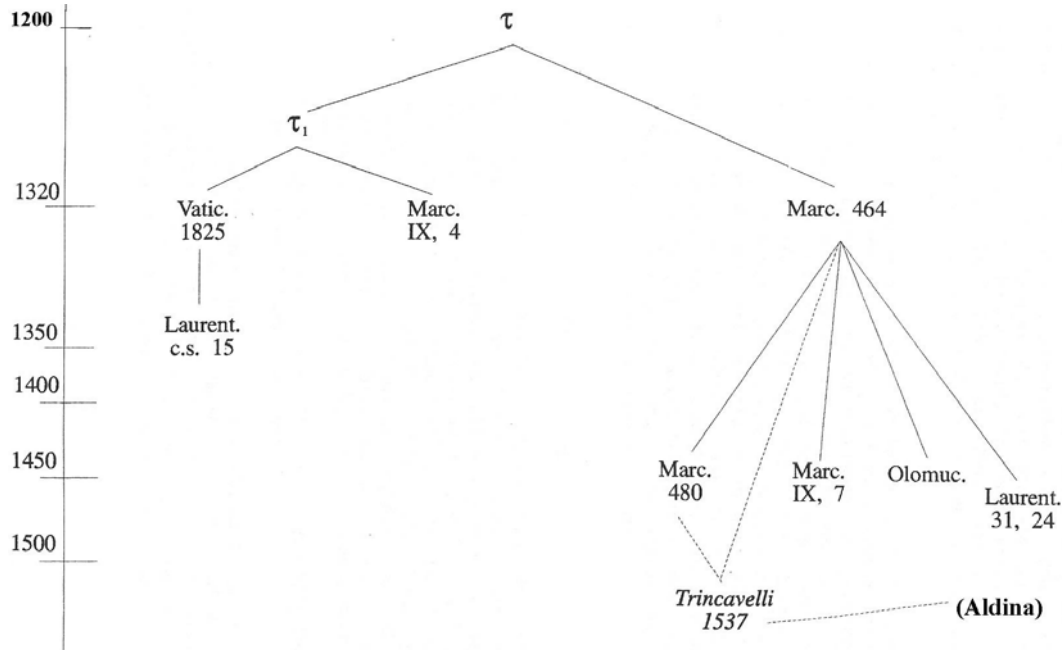 1200
τ
τ₁
1320
Vatic.
1825
Marc.
IX, 4
Marc. 464
Laurent.
c.s. 15
1350
1400
1450
Marc.
480
Marc.
IX, 7
Olomuc.
Laurent.
31, 24
1500
Trincavelli
1537
(Aldina)